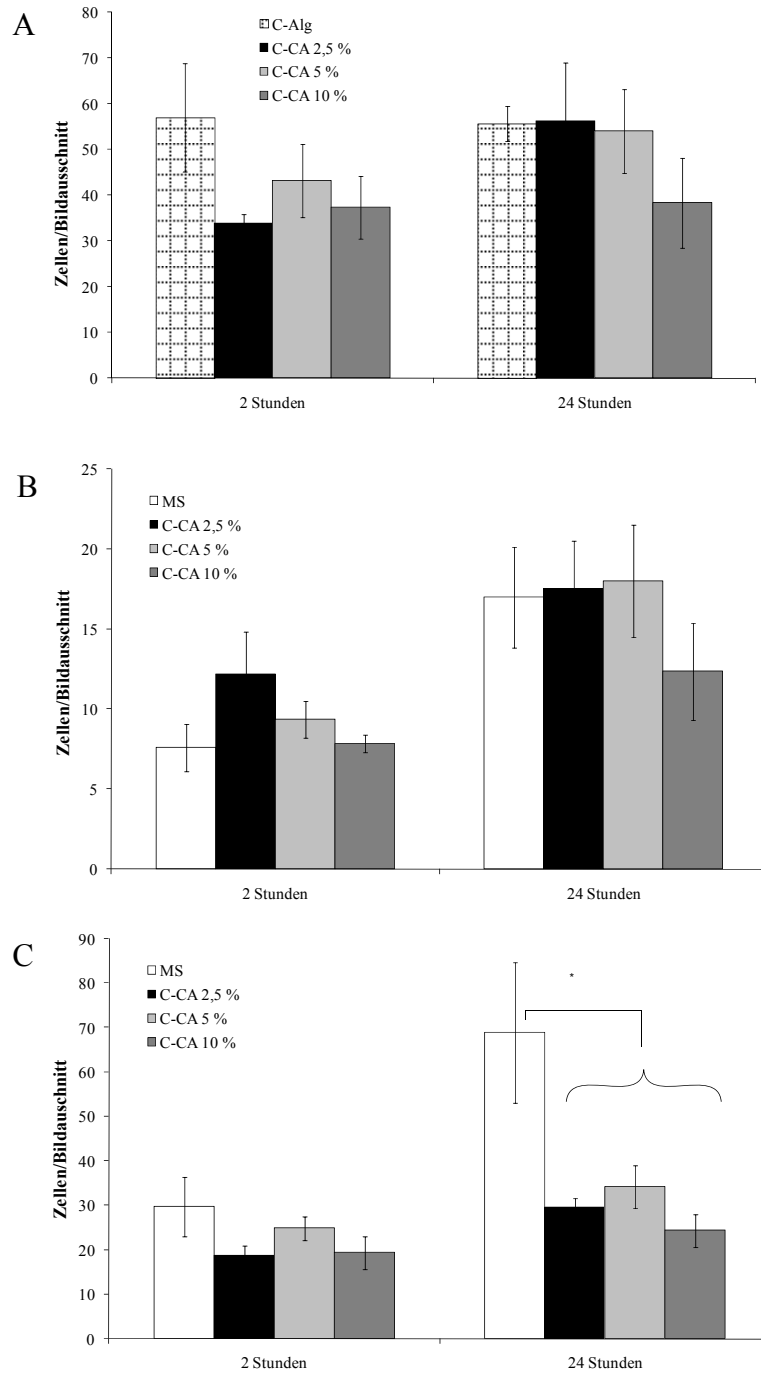 A
C-Alg
C-CA 2,5 %
C-CA 5 %
C-CA 10 %
80
70
60
50
40
30
20
10
0
Zellen/Bildausschnitt
2 Stunden
24 Stunden
B
MS
C-CA 2,5 %
C-CA 5 %
C-CA 10 %
25
20
15
10
5
0
Zellen/Bildausschnitt
2 Stunden
24 Stunden
C
MS
C-CA 2,5 %
C-CA 5 %
C-CA 10 %
*
90
80
70
60
50
40
30
20
10
0
Zellen/Bildauschnitt
2 Stunden
24 Stunden